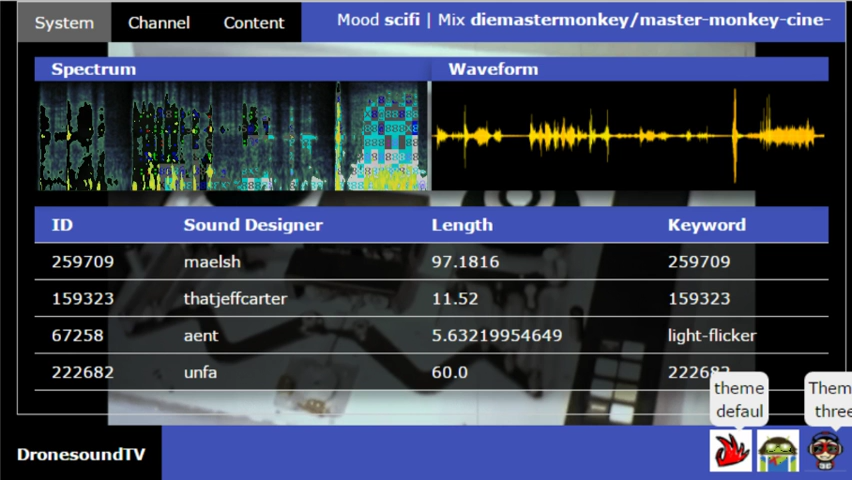 System Channel Content Mood scifi | Mix diemastermonkey/master-monkey-cine-
Spectrum Waveform
ID Sound Designer Length Keyword
259709 maelsh 97.1816 259709
159323 thatjeffcarter 11.52 159323
67258 aent 5.63219954649 light-flicker
222682 unfa 60.0 222682
theme
defaul
Them
three
DronesoundTV